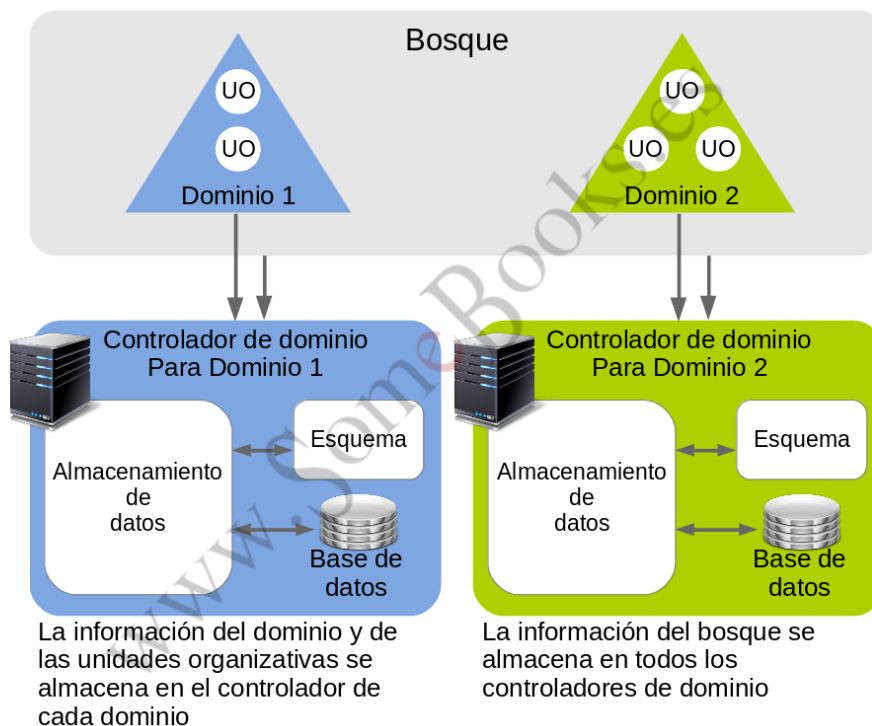 Bosque
UO
UO
Dominio 1
UO
UO
UO
Dominio 2
Controlador de dominio
Para Dominio 1
Almacenamiento
de
datos
Esquema
Base de
datos
Controlador de dominio
Para Dominio 2
Almacenamiento
de
datos
Esquema
Base de
datos
La información del dominio y de
las unidades organizativas se
almacena en el controlador de
cada dominio
La información del bosque se
almacena en todos los
controladores de dominio
www.SomeBooks.es